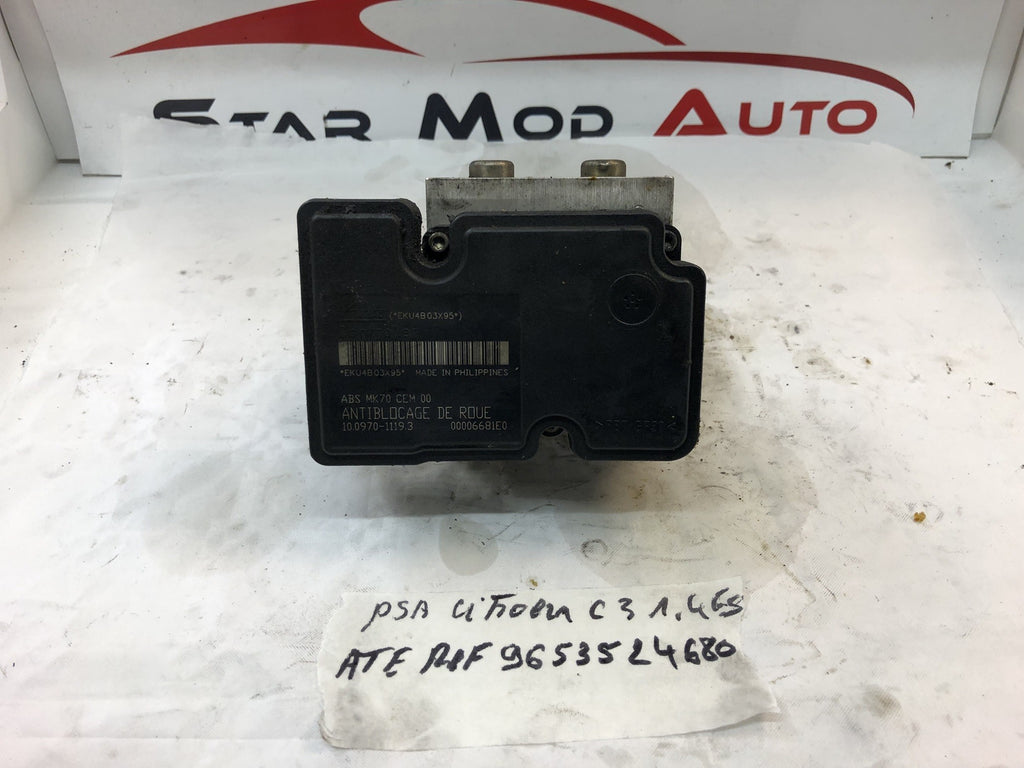 STAR MOD AUTO
(*EKU4B03X95*)
*EKU4B03X95* MADE IN PHILIPPINES
ABS MK70 CEM 00
ANTIBLOCAGE DE ROUE
10.0970-1119.3 00006681E0
PSA CiTroen C3 1.4ES
ATE REF 9653524680